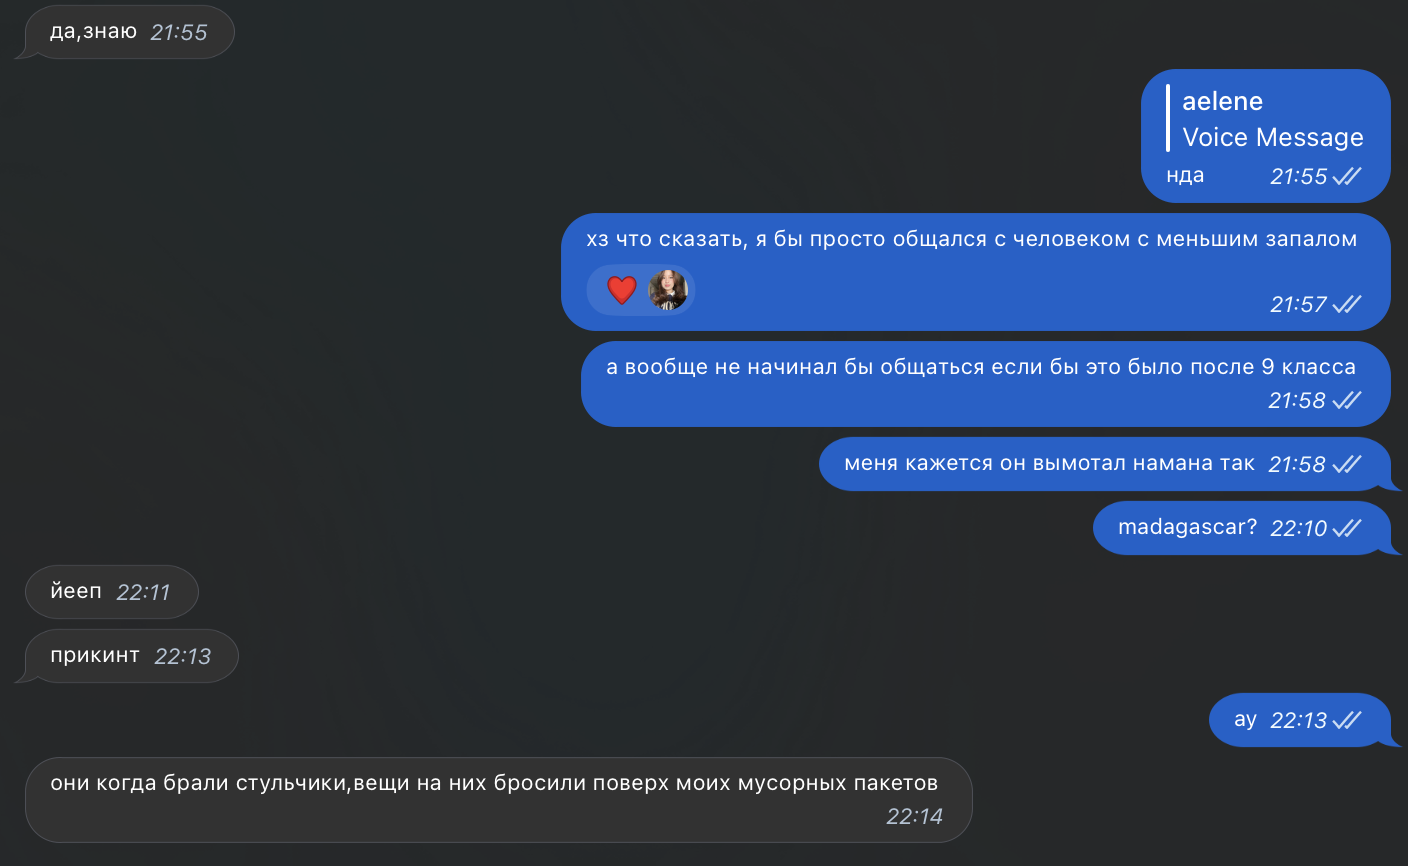 да,знаю 21:55
aelene
Voice Message
нда 21:55
хз что сказать, я бы просто общался с человеком с меньшим запалом
21:57
а вообще не начинал бы общаться если бы это было после 9 класса
21:58
меня кажется он вымотал намана так 21:58
madagascar? 22:10
йееп 22:11
прикинт 22:13
ау 22:13
они когда брали стульчики,вещи на них бросили поверх моих мусорных пакетов
22:14